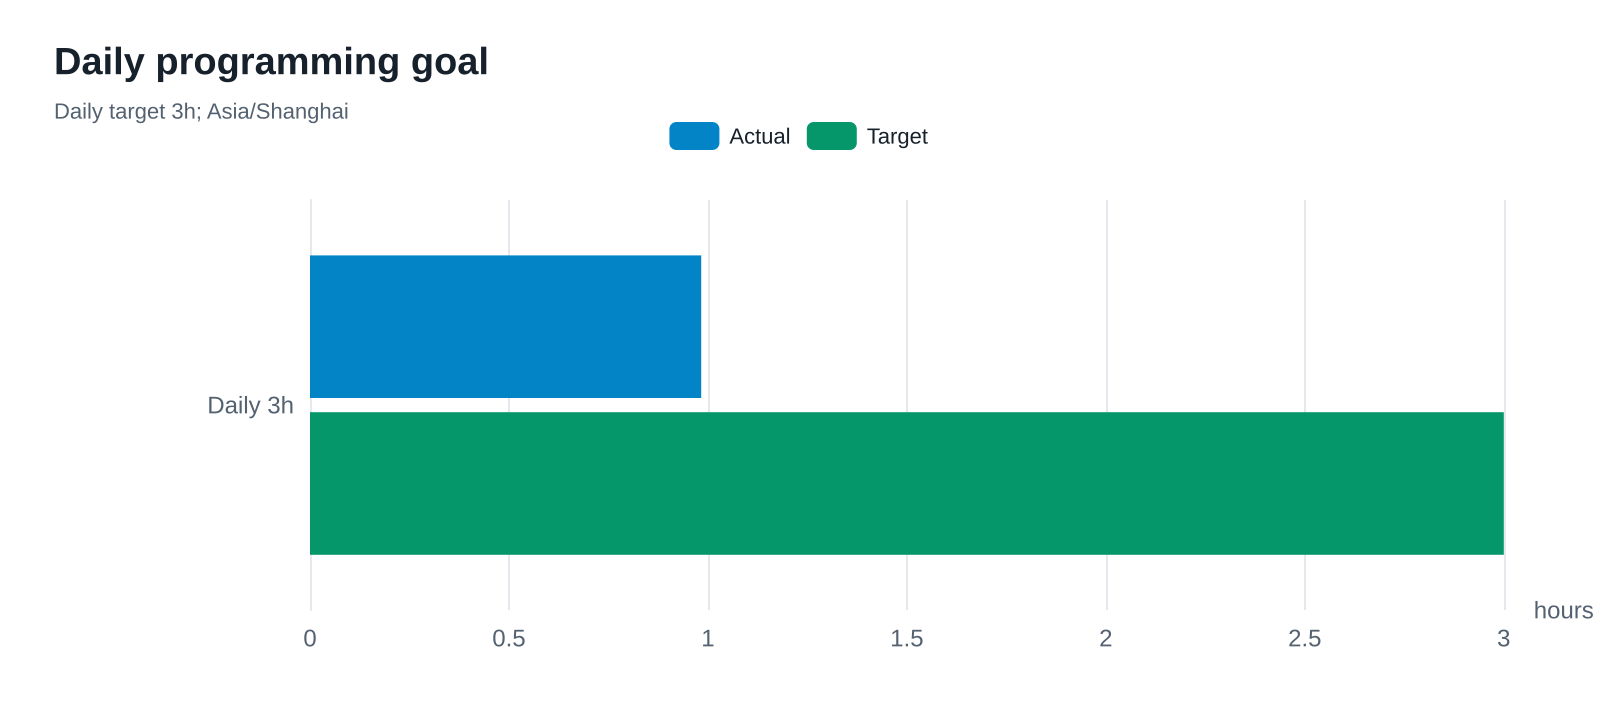 Daily programming goal
Daily target 3h; Asia/Shanghai
Actual Target
Daily 3h
hours
0 0.5 1 1.5 2 2.5 3